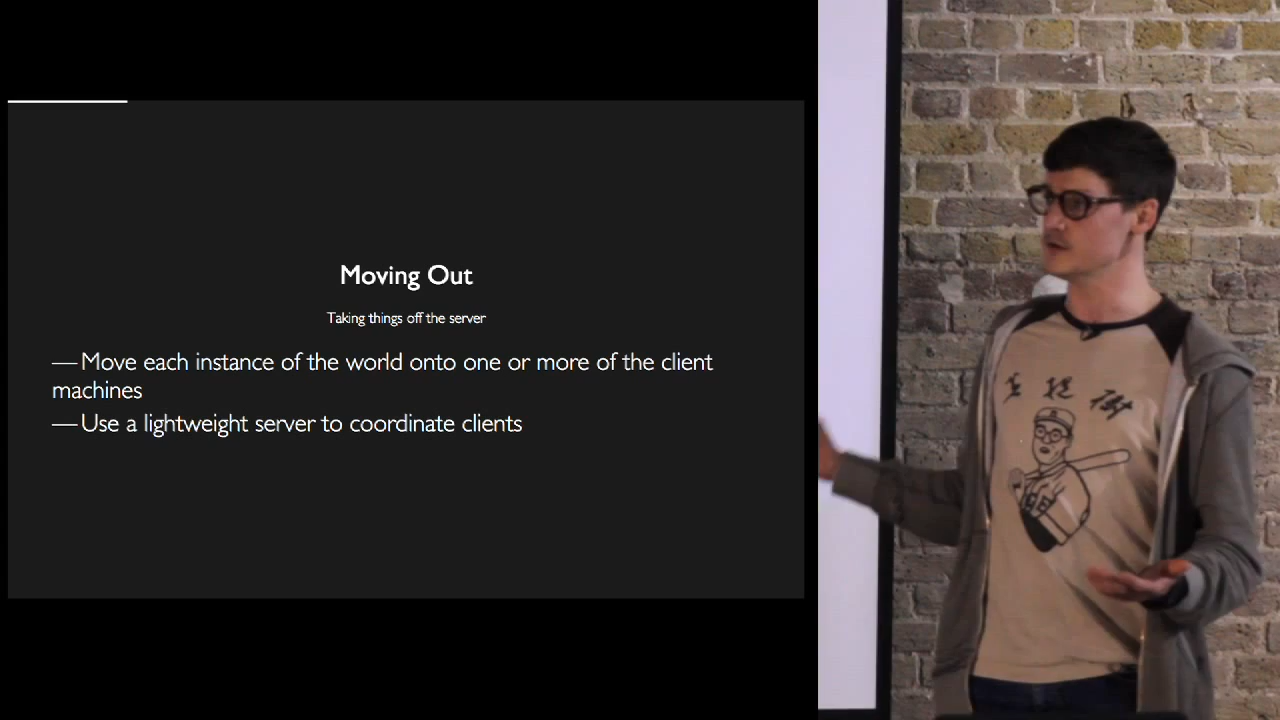 Moving Out
Taking things off the server
— Move each instance of the world onto one or more of the client
machines
— Use a lightweight server to coordinate clients